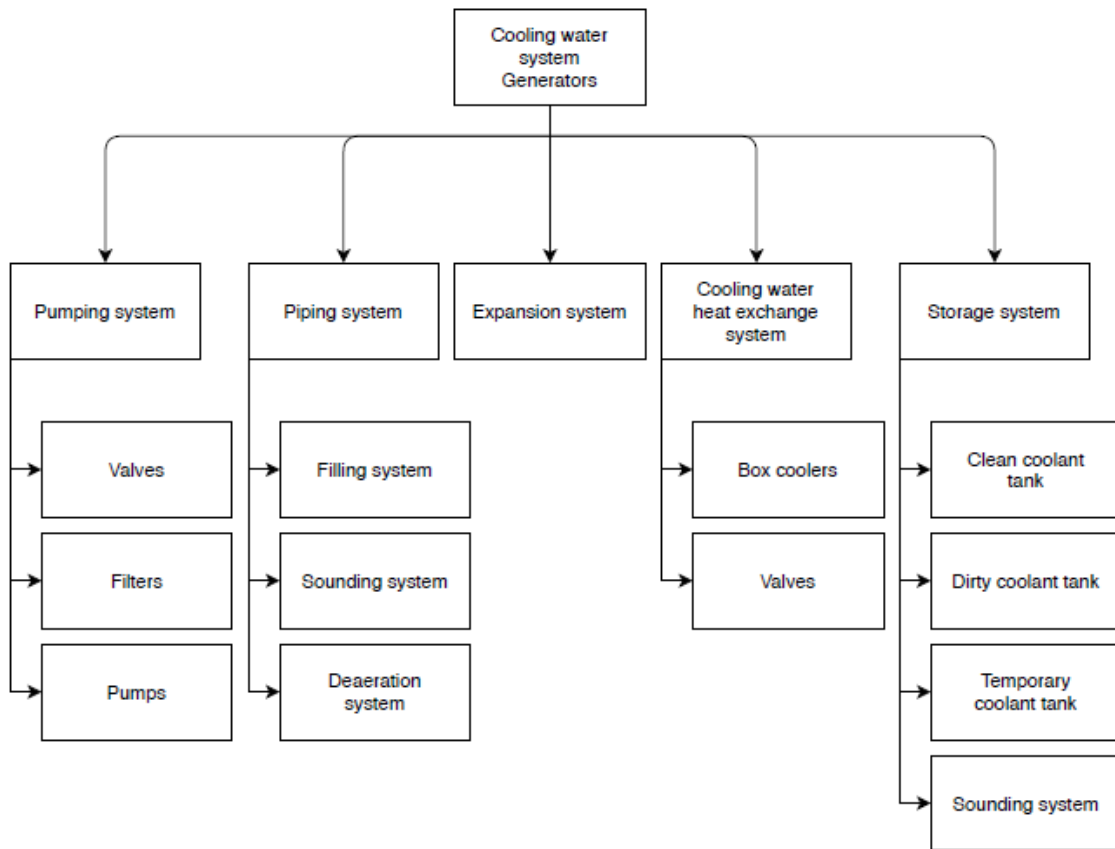 Cooling water
system
Generators
Pumping system
Piping system
Expansion system
Cooling water
heat exchange
system
Storage system
Valves
Filling system
Box coolers
Clean coolant
tank
Filters
Sounding system
Valves
Dirty coolant tank
Pumps
Deaeration
system
Temporary
coolant tank
Sounding system